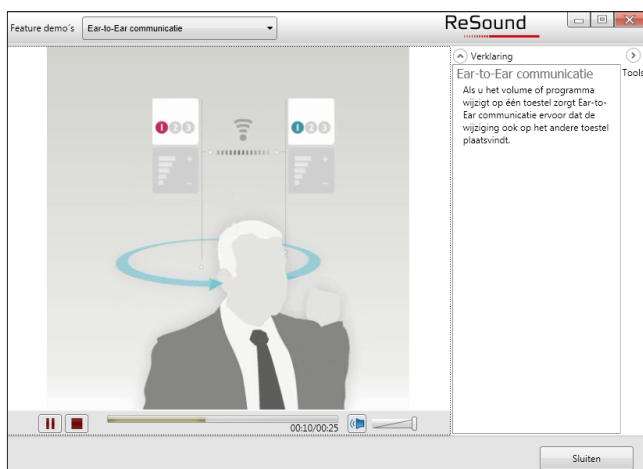 Feature demo´s
Ear-to-Ear communicatie
ReSound
1 2 3
1 2 3
+
−
+
−
00:10/00:25
Verklaring
Tools
Ear-to-Ear communicatie
Als u het volume of programma
wijzigt op één toestel zorgt Ear-to-
Ear communicatie ervoor dat de
wijziging ook op het andere toestel
plaatsvindt.
Sluiten